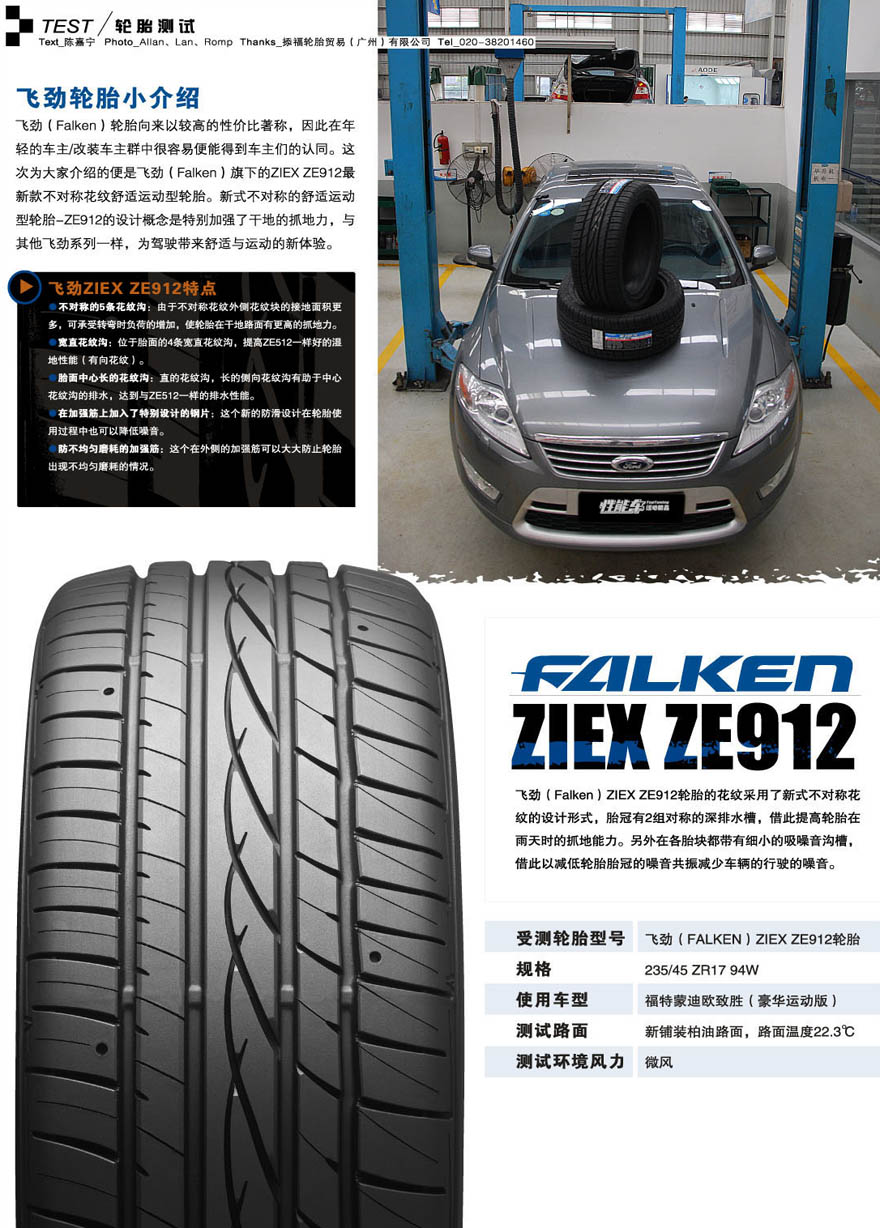 TEST/轮胎测试
Text_陈嘉宁 Photo_Allan、Lan、Romp Thanks_揼福轮胎贸易(广州)有限公司 Tel_020-38201460
AODE
飞劲轮胎小介绍
飞劲(Falken)轮胎向来以较高的性价比著称，因此在年
轻的车主/改装车主群中很容易便能得到车主们的认同。这
次为大家介绍的便是飞劲(Falken)旗下的ZIEX ZE912最
新款不对称花纹舒适运动型轮胎。新式不对称的舒适运动
型轮胎-ZE912的设计概念是特别加强了干地的抓地力，与
其他飞劲系列一样，为驾驶带来舒适与运动的新体验。
飞劲ZIEX ZE912特点
不对称的5条花纹沟：由于不对称花纹外侧花纹块的接地面积更
多，可承受转弯时负荷的增加，使轮胎在干地路面有更高的抓地力。
宽直花纹沟：位于胎面的4条宽直花纹沟，提高ZE512一样好的湿
地性能（有向花纹）。
胎面中心长的花纹沟：直的花纹沟，长的侧向花纹沟有助于中心
花纹沟的排水，达到与ZE512一样的排水性能。
在加强筋上加入了特别设计的钢片：这个新的防滑设计在轮胎使
用过程中也可以降低噪音。
防不均匀磨耗的加强筋：这个在外侧的加强筋可以大大防止轮胎
出现不均匀磨耗的情况。
Ford
性能车
FALKEN
ZIEX ZE912
飞劲(Falken)ZIEX ZE912轮胎的花纹采用了新式不对称花
纹的设计形式，胎冠有2组对称的深排水槽，借此提高轮胎在
雨天时的抓地能力。另外在各胎块都带有细小的吸噪音沟槽，
借此以减低轮胎胎冠的噪音共振减少车辆的行驶的噪音。
受测轮胎型号 飞劲(FALKEN)ZIEX ZE912轮胎
规格 235/45 ZR17 94W
使用车型 福特蒙迪欧致胜（豪华运动版）
测试路面 新铺装柏油路面，路面温度22.3℃
测试环境风力 微风